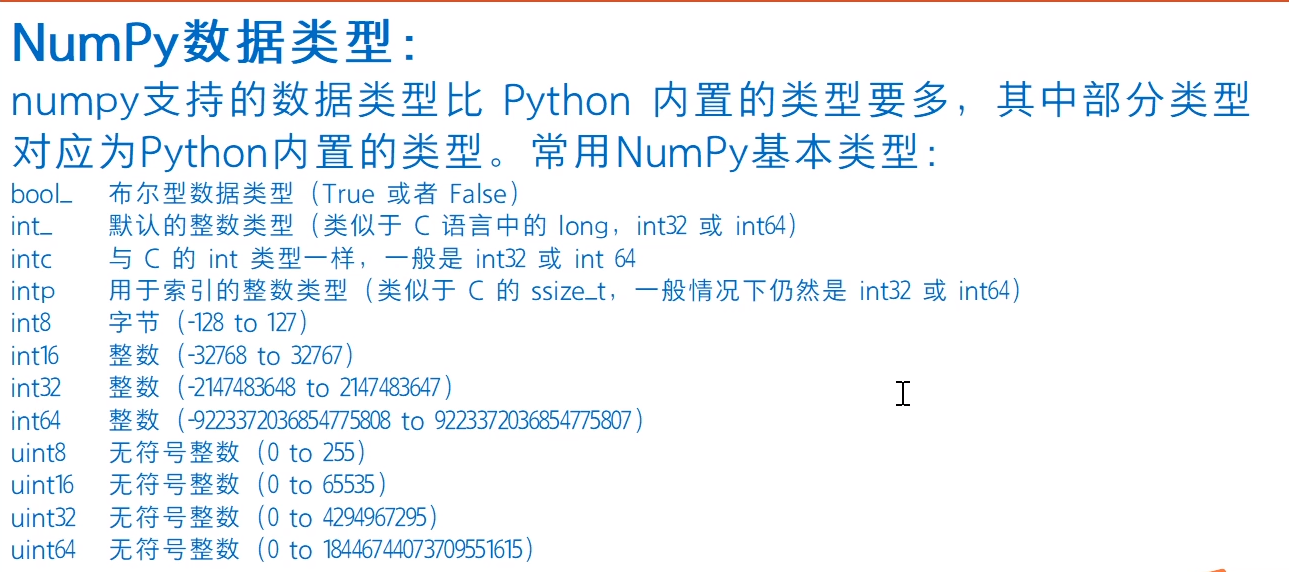 NumPy数据类型：
numpy支持的数据类型比 Python 内置的类型要多，其中部分类型
对应为Python内置的类型。常用NumPy基本类型：
bool_ 布尔型数据类型（True 或者 False）
int_ 默认的整数类型（类似于 C 语言中的 long，int32 或 int64）
intc 与 C 的 int 类型一样，一般是 int32 或 int 64
intp 用于索引的整数类型（类似于 C 的 ssize_t，一般情况下仍然是 int32 或 int64）
int8 字节（-128 to 127）
int16 整数（-32768 to 32767）
int32 整数（-2147483648 to 2147483647）
int64 整数（-9223372036854775808 to 9223372036854775807）
uint8 无符号整数（0 to 255）
uint16 无符号整数（0 to 65535）
uint32 无符号整数（0 to 4294967295）
uint64 无符号整数（0 to 18446744073709551615）